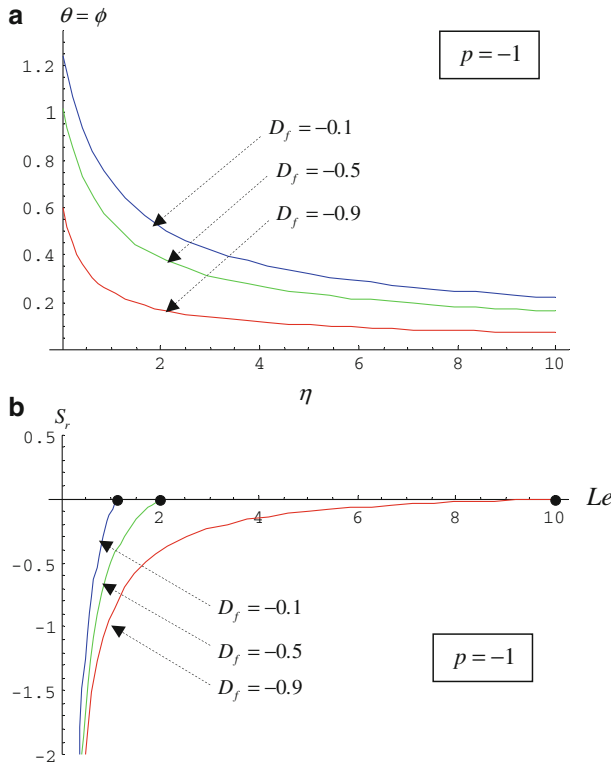 a
θ = ϕ
p = −1
1.2
1
0.8
0.6
0.4
0.2
D_f = −0.1
D_f = −0.5
D_f = −0.9
2 4 6 8 10
η
b
S_r
0.5
Le
2 4 6 8 10
-0.5
-1
-1.5
-2
D_f = −0.1
D_f = −0.5
D_f = −0.9
p = −1